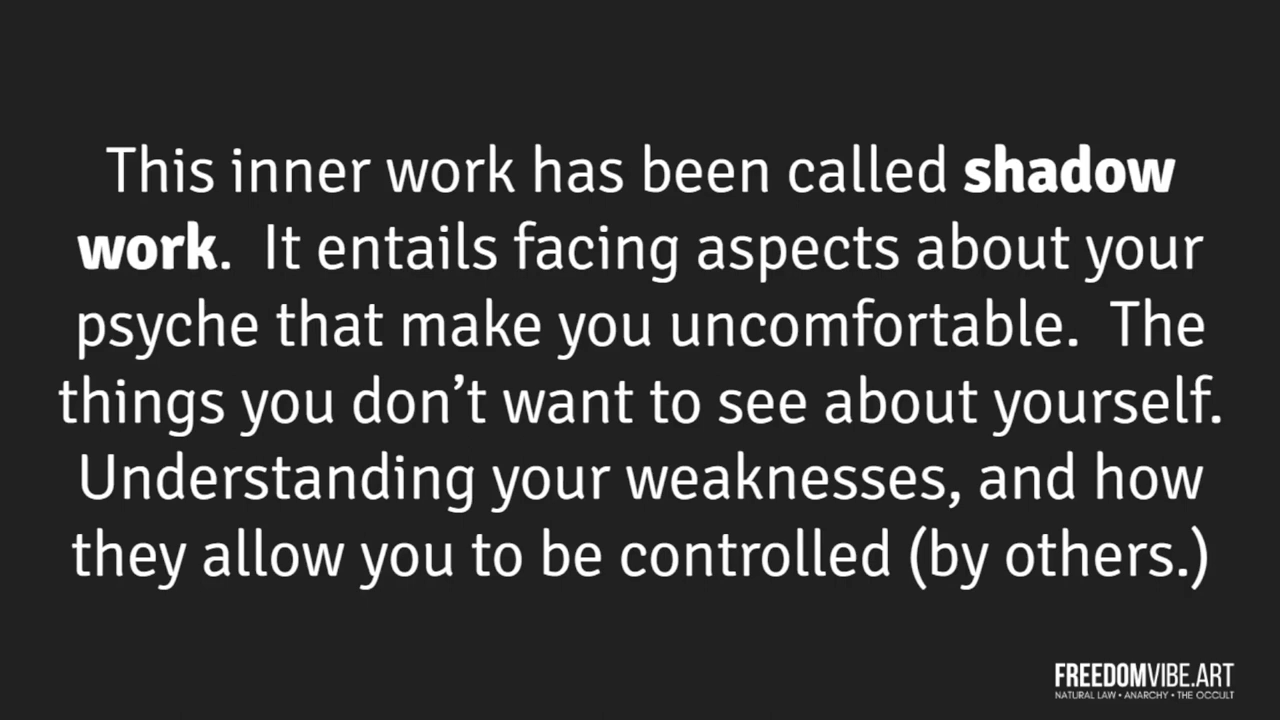 This inner work has been called shadow
work.  It entails facing aspects about your
psyche that make you uncomfortable.  The
things you don’t want to see about yourself.
Understanding your weaknesses, and how
they allow you to be controlled (by others.)
FREEDOMVIBE.ART
NATURAL LAW • ANARCHY • THE OCCULT